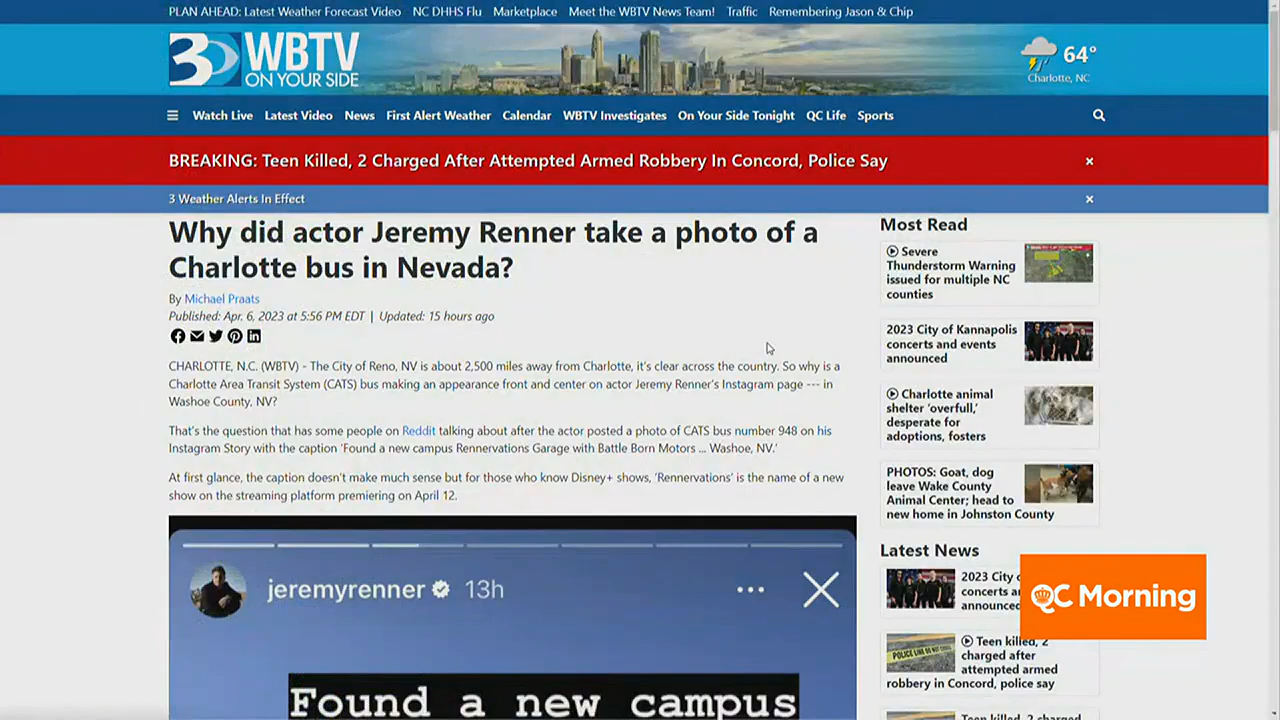 PLAN AHEAD: Latest Weather Forecast Video NC DHHS Flu Marketplace Meet the WBTV News Team! Traffic Remembering Jason & Chip
3 WBTV
ON YOUR SIDE
64°
Charlotte, NC
Watch Live Latest Video News First Alert Weather Calendar WBTV Investigates On Your Side Tonight QC Life Sports
BREAKING: Teen Killed, 2 Charged After Attempted Armed Robbery In Concord, Police Say ×
3 Weather Alerts In Effect ×
Why did actor Jeremy Renner take a photo of a
Charlotte bus in Nevada?
By Michael Praats
Published: Apr. 6, 2023 at 5:56 PM EDT | Updated: 15 hours ago
CHARLOTTE, N.C. (WBTV) - The City of Reno, NV is about 2,500 miles away from Charlotte, it's clear across the country. So why is a
Charlotte Area Transit System (CATS) bus making an appearance front and center on actor Jeremy Renner's Instagram page --- in
Washoe County, NV?
That's the question that has some people on Reddit talking about after the actor posted a photo of CATS bus number 948 on his
Instagram Story with the caption 'Found a new campus Rennervations Garage with Battle Born Motors ... Washoe, NV.'
At first glance, the caption doesn't make much sense but for those who know Disney+ shows, 'Rennervations' is the name of a new
show on the streaming platform premiering on April 12.
jeremyrenner 13h
Found a new campus
Most Read
Severe
Thunderstorm Warning
issued for multiple NC
counties
2023 City of Kannapolis
concerts and events
announced
Charlotte animal
shelter 'overfull,'
desperate for
adoptions, fosters
PHOTOS: Goat, dog
leave Wake County
Animal Center; head to
new home in Johnston County
Latest News
2023 City
concerts
announced
QC Morning
Teen killed, 2
charged after
attempted armed
robbery in Concord, police say
POLICE LINE DO NOT
Teen killed, 2 charged